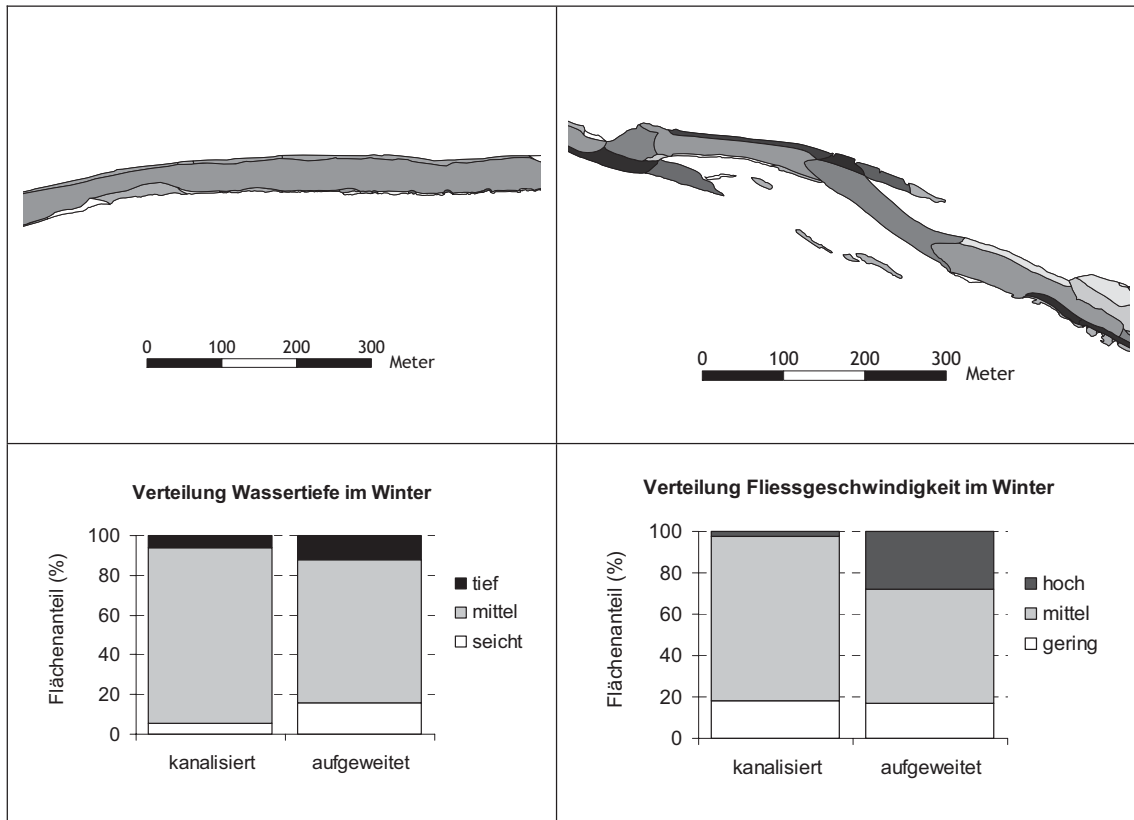 0 100 200 300
Meter
0 100 200 300
Meter
Verteilung Wassertiefe im Winter
Flächenanteil (%)
100
80
60
40
20
0
kanalisiert aufgeweitet
tief
mittel
seicht
Verteilung Fliessgeschwindigkeit im Winter
Flächenanteil (%)
100
80
60
40
20
0
kanalisiert aufgeweitet
hoch
mittel
gering